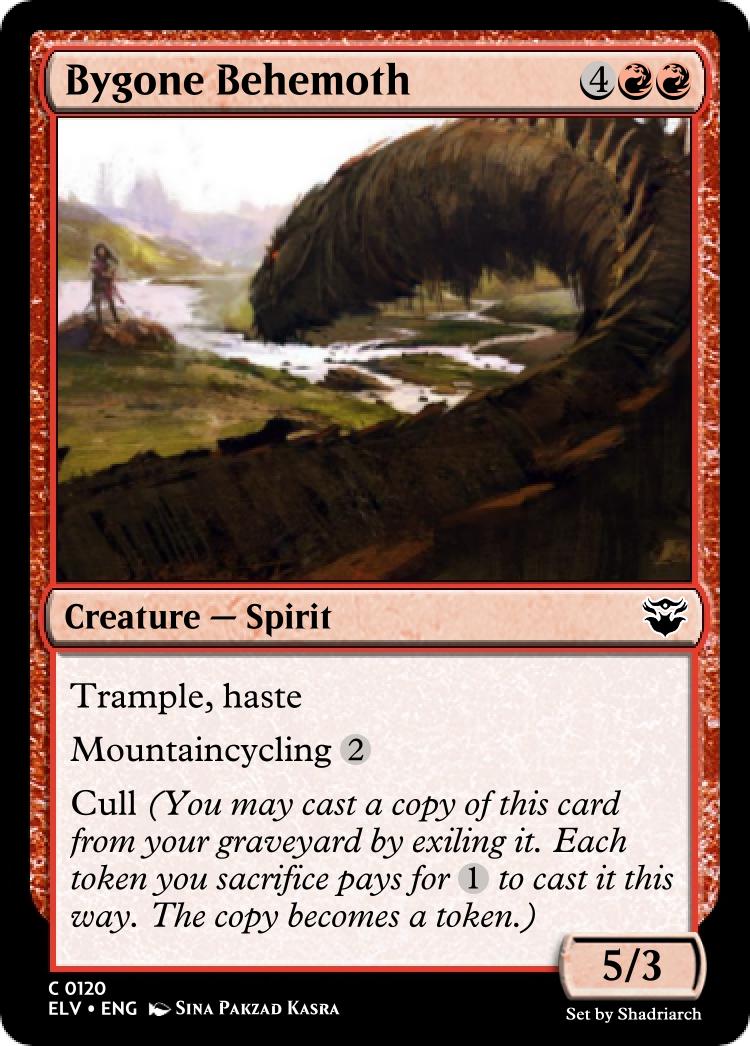 Bygone Behemoth 4
Creature — Spirit
Trample, haste
Mountaincycling 2
Cull (You may cast a copy of this card
from your graveyard by exiling it. Each
token you sacrifice pays for 1 to cast it this
way. The copy becomes a token.)
5/3
C 0120
ELV • ENG SINA PAKZAD KASRA
Set by Shadriarch